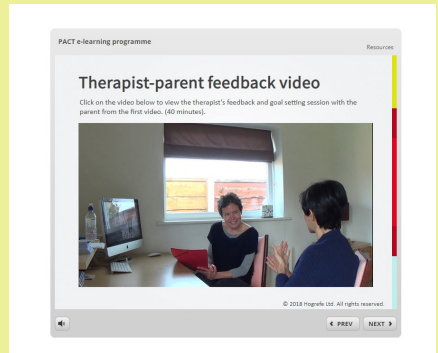 PACT e-learning programme
Resources
Therapist-parent feedback video
Click on the video below to view the therapist's feedback and goal setting session with the
parent from the first video. (40 minutes).
© 2018 Hogrefe Ltd. All rights reserved.
PREV
NEXT